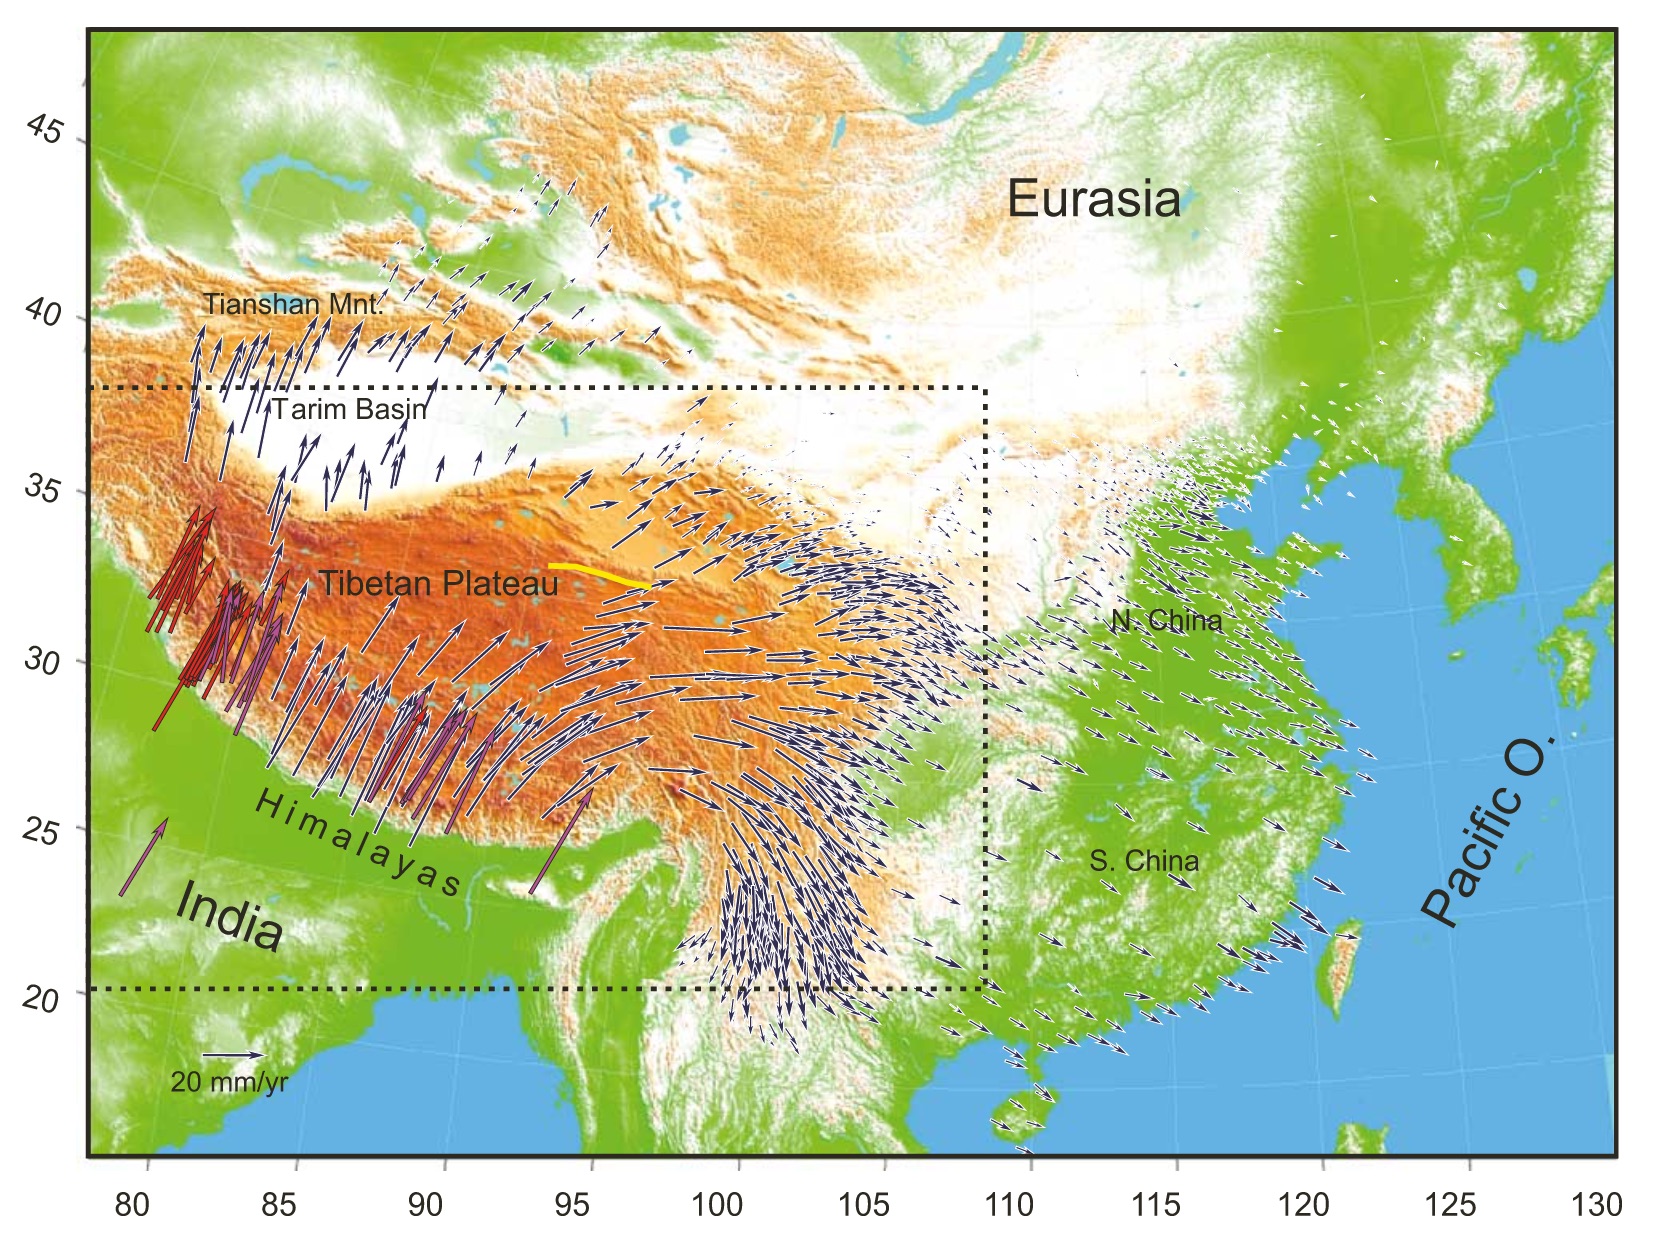 45
Eurasia
40
Tianshan Mnt.
Tarim Basin
35
Tibetan Plateau
N. China
30
Pacific O.
Himalayas
25
S. China
India
20
20 mm/yr
80 85 90 95 100 105 110 115 120 125 130